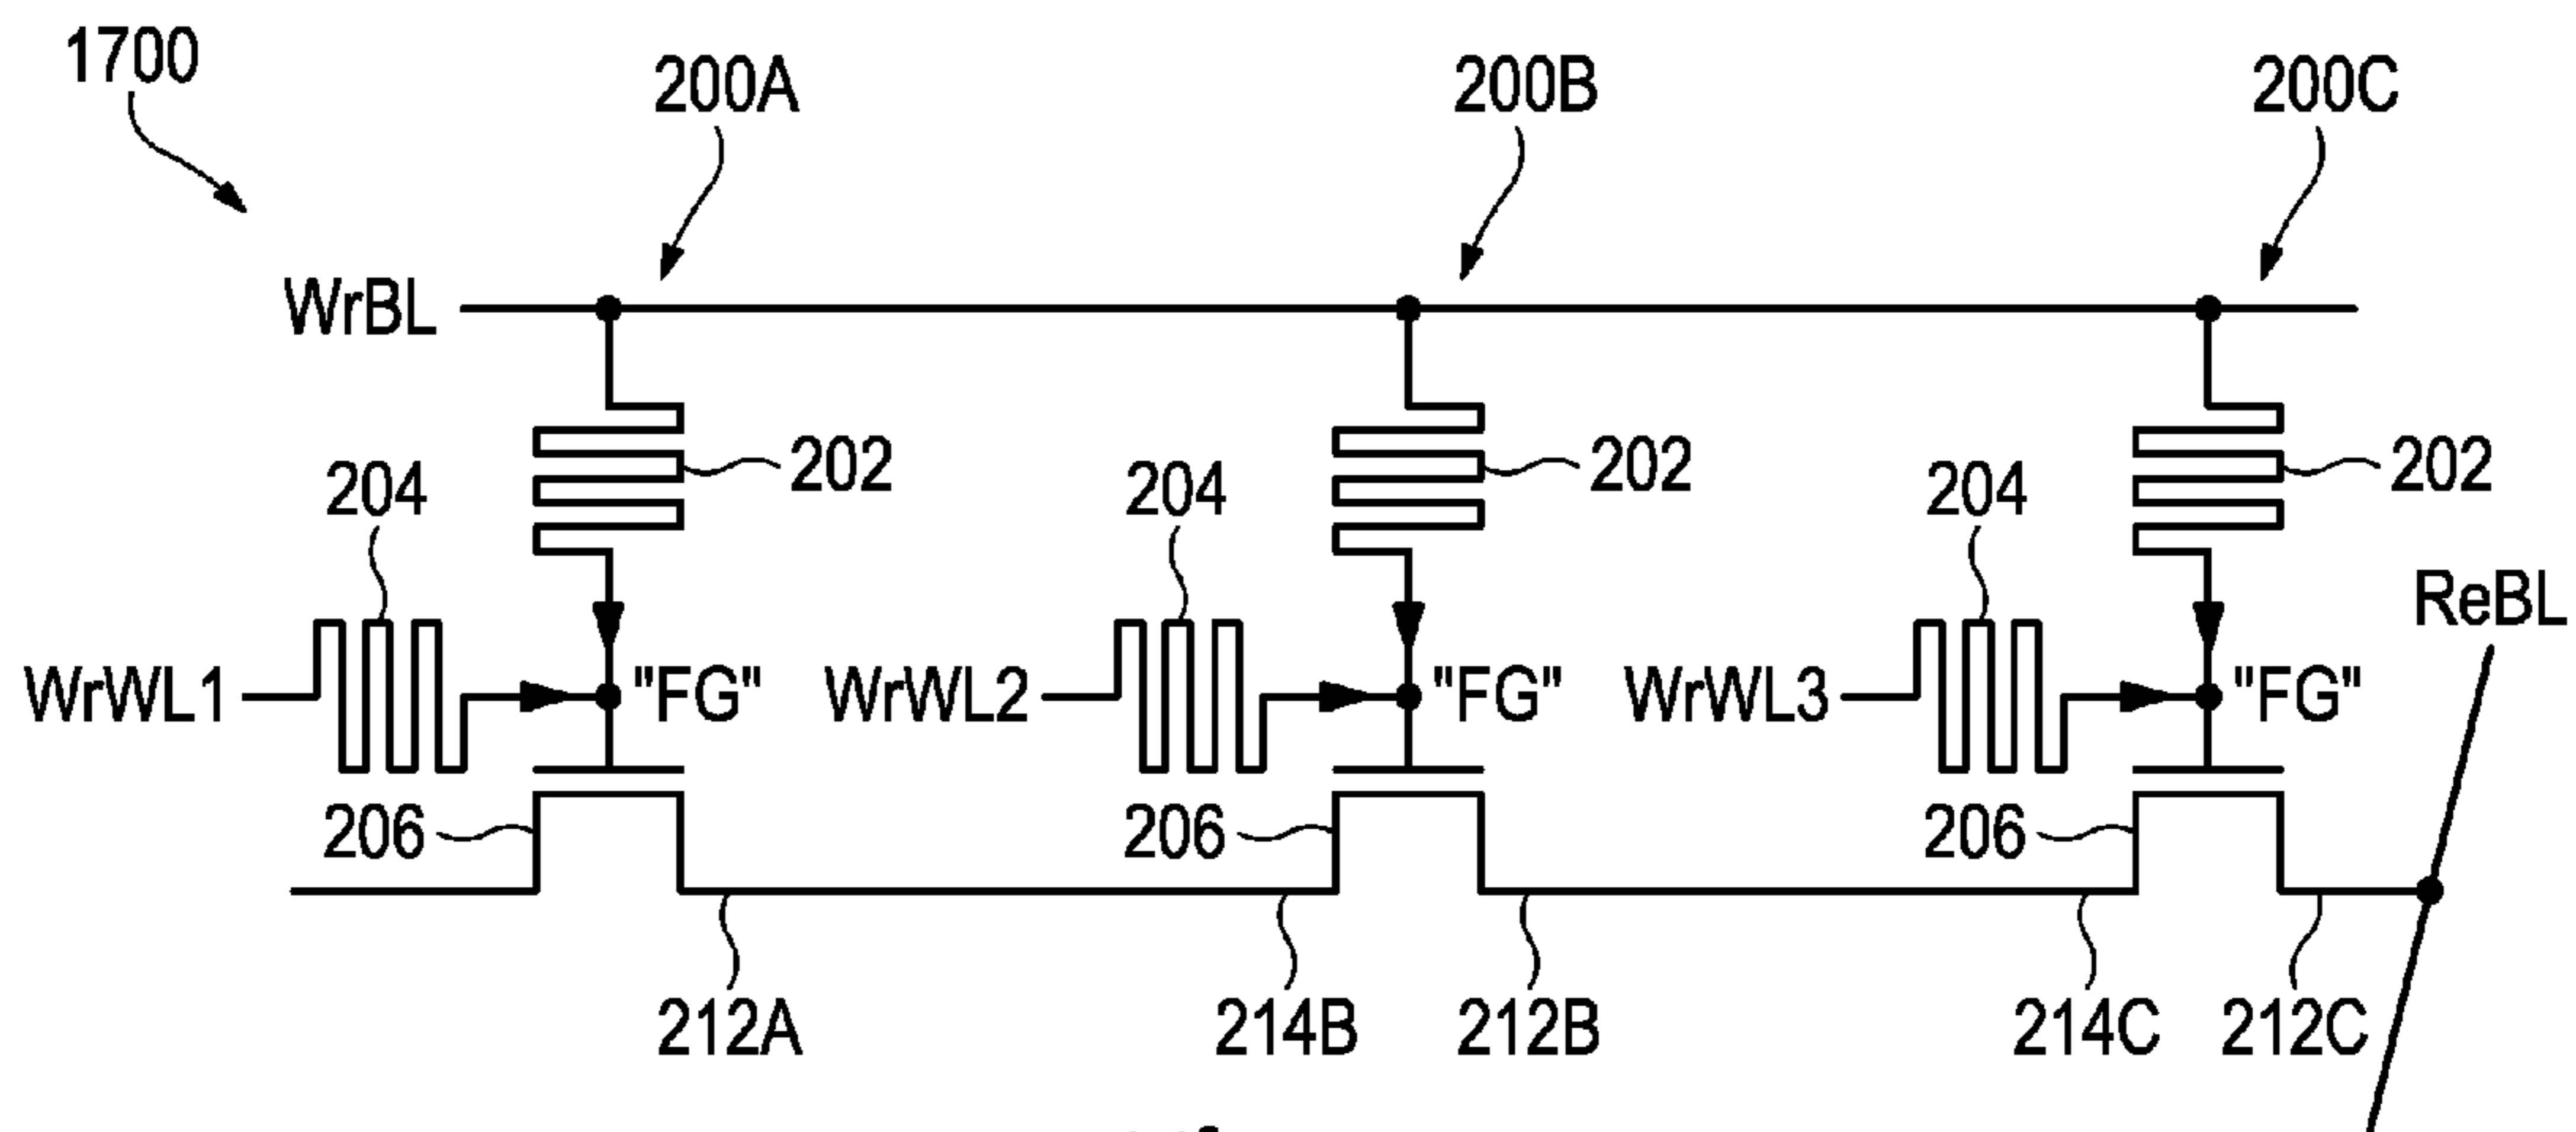 1700
200A 200B 200C
WrBL
202 202 202
204 204 204
ReBL
WrWL1 "FG" WrWL2 "FG" WrWL3 "FG"
206 206 206
212A 214B 212B 214C 212C